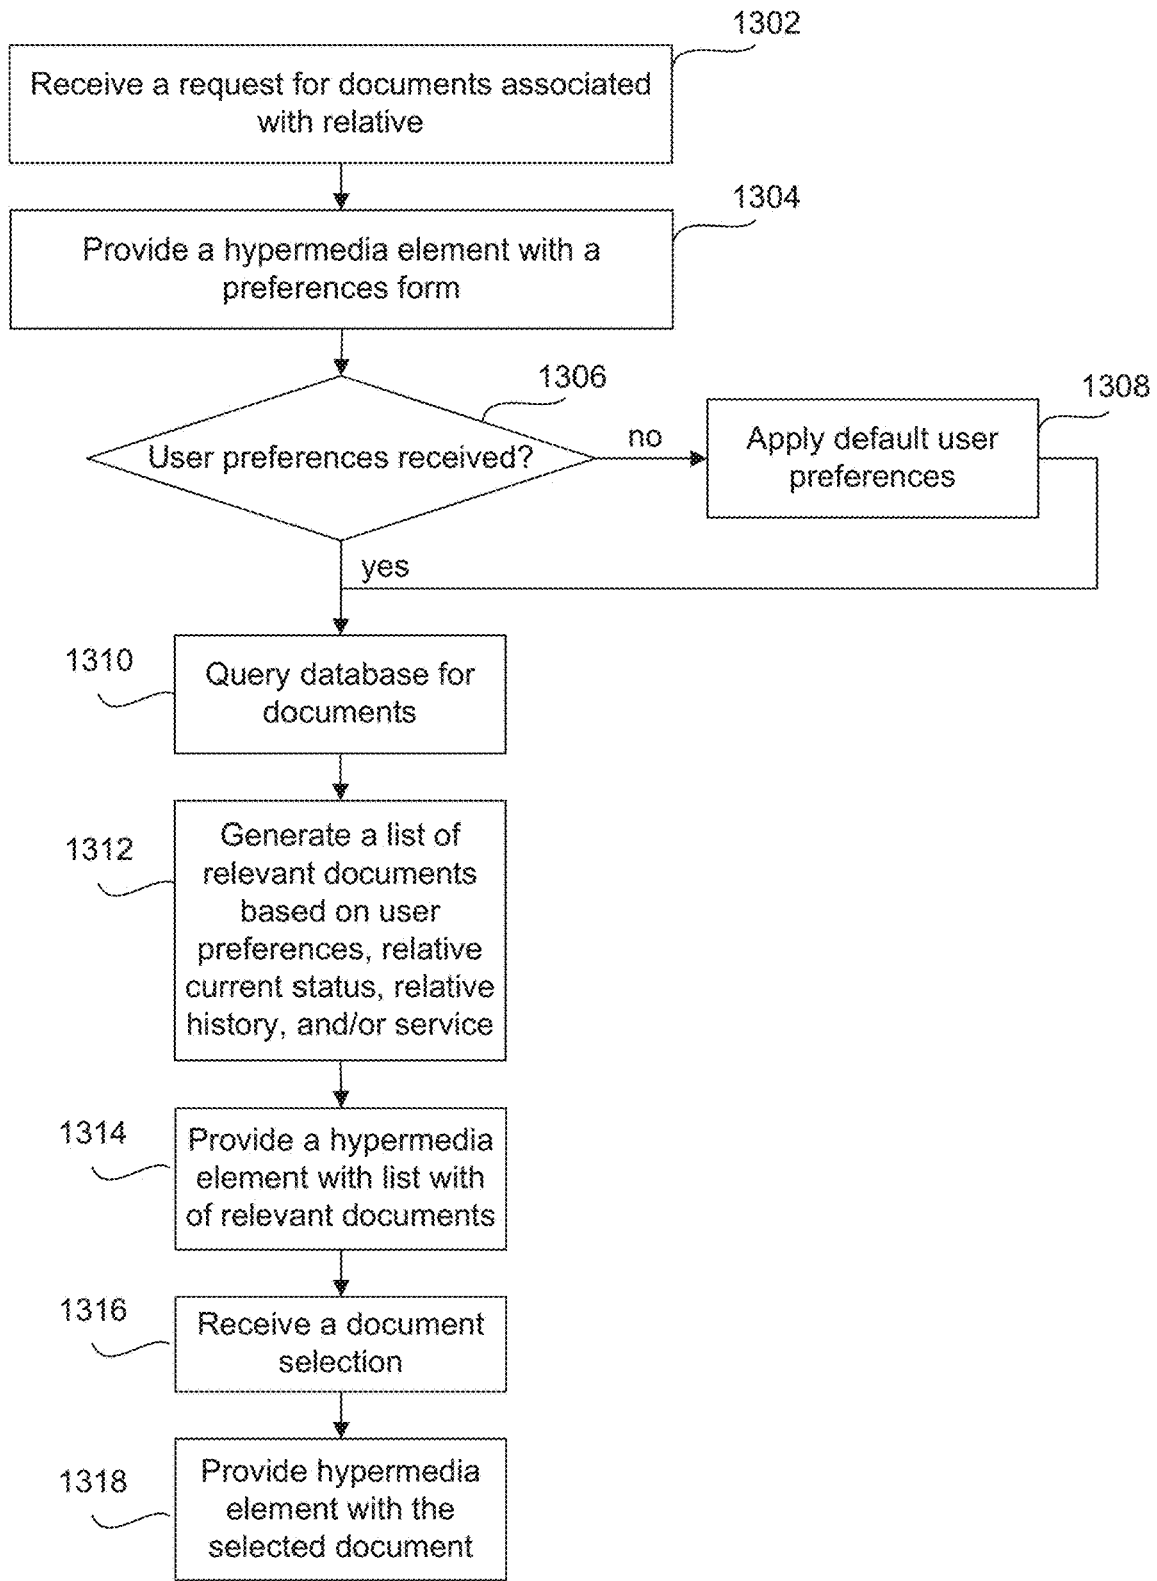 1302
Receive a request for documents associated
with relative
1304
Provide a hypermedia element with a
preferences form
1306
User preferences received?
no
1308
Apply default user
preferences
yes
1310
Query database for
documents
1312
Generate a list of
relevant documents
based on user
preferences, relative
current status, relative
history, and/or service
1314
Provide a hypermedia
element with list with
of relevant documents
1316
Receive a document
selection
1318
Provide hypermedia
element with the
selected document